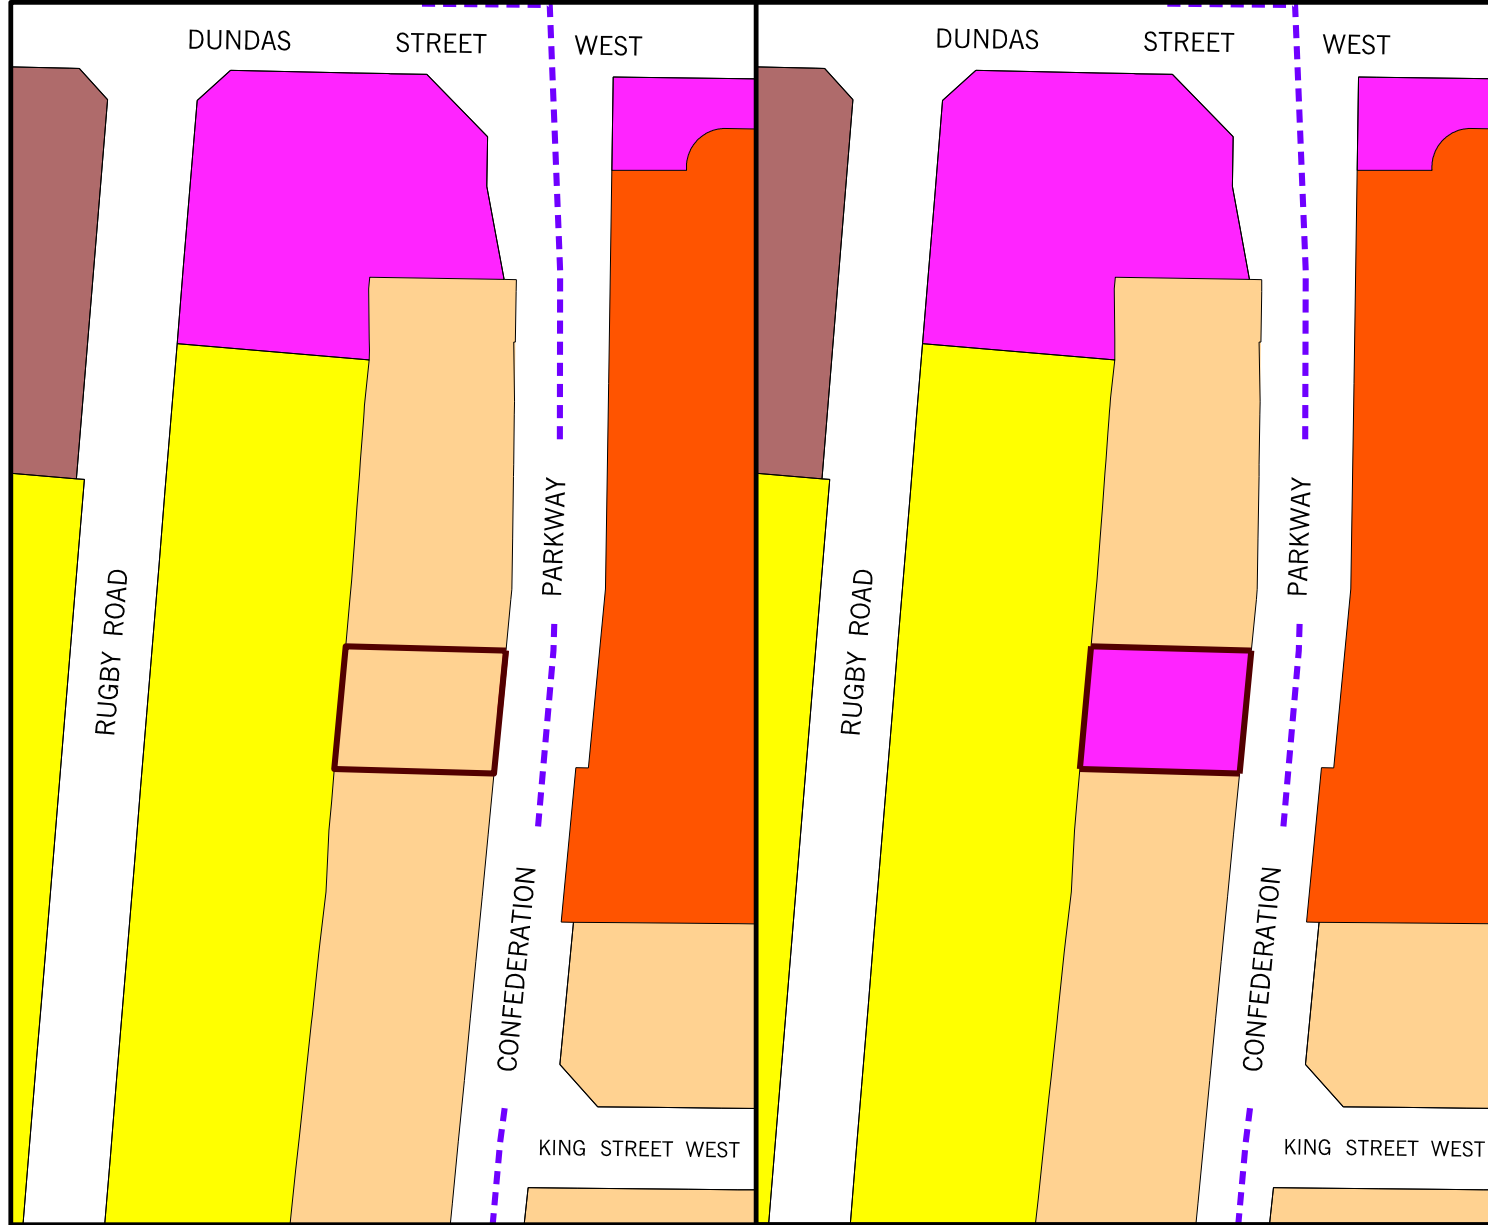 DUNDAS STREET WEST
RUGBY ROAD
PARKWAY
CONFEDERATION
KING STREET WEST
DUNDAS STREET WEST
RUGBY ROAD
PARKWAY
CONFEDERATION
KING STREET WEST